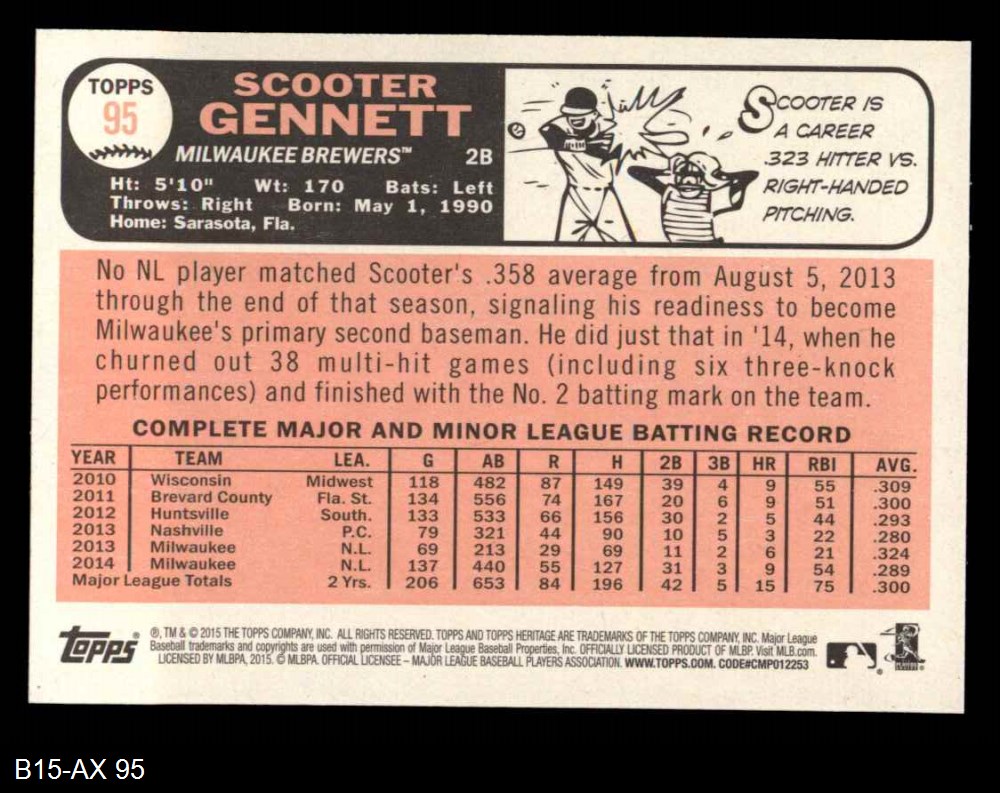 TOPPS
95
SCOOTER
GENNETT
MILWAUKEE BREWERS™ 2B
Ht: 5'10" Wt: 170 Bats: Left
Throws: Right Born: May 1, 1990
Home: Sarasota, Fla.
SCOOTER IS
A CAREER
.323 HITTER VS.
RIGHT-HANDED
PITCHING.
No NL player matched Scooter's .358 average from August 5, 2013
through the end of that season, signaling his readiness to become
Milwaukee's primary second baseman. He did just that in '14, when he
churned out 38 multi-hit games (including six three-knock
performances) and finished with the No. 2 batting mark on the team.
COMPLETE MAJOR AND MINOR LEAGUE BATTING RECORD
YEAR TEAM LEA. G AB R H 2B 3B HR RBI AVG.
2010 Wisconsin Midwest 118 482 87 149 39 4 9 55 .309
2011 Brevard County Fla. St. 134 556 74 167 20 6 9 51 .300
2012 Huntsville South. 133 533 66 156 30 2 5 44 .293
2013 Nashville P.C. 79 321 44 90 10 5 3 22 .280
2013 Milwaukee N.L. 69 213 29 69 11 2 6 21 .324
2014 Milwaukee N.L. 137 440 55 127 31 3 9 54 .289
Major League Totals 2 Yrs. 206 653 84 196 42 5 15 75 .300
topps®
®, TM & © 2015 THE TOPPS COMPANY, INC. ALL RIGHTS RESERVED. TOPPS AND TOPPS HERITAGE ARE TRADEMARKS OF THE TOPPS COMPANY, INC. Major League
Baseball trademarks and copyrights are used with permission of Major League Baseball Properties, Inc. OFFICIALLY LICENSED PRODUCT OF MLBP. Visit MLB.com.
LICENSED BY MLBPA, 2015. © MLBPA. OFFICIAL LICENSEE – MAJOR LEAGUE BASEBALL PLAYERS ASSOCIATION. WWW.TOPPS.COM. CODE#CMP012253
B15-AX 95